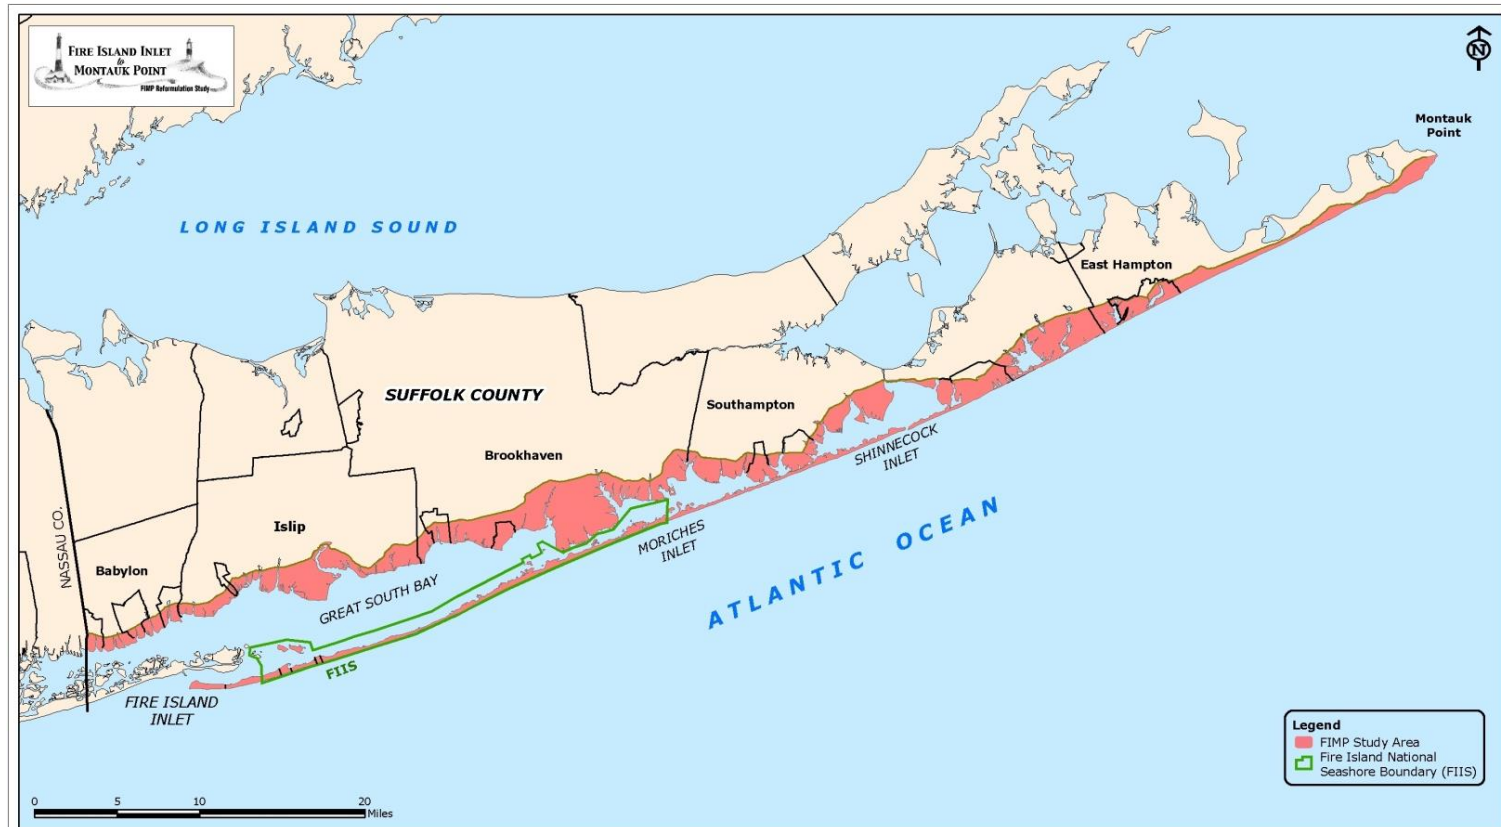 FIRE ISLAND INLET
to
MONTAUK POINT
FIMP Reformulation Study
N
Montauk
Point
LONG ISLAND SOUND
East Hampton
SUFFOLK COUNTY
Southampton
Brookhaven
SHINNECOCK
INLET
Islip
NASSAU CO.
MORICHES
INLET
ATLANTIC OCEAN
Babylon
GREAT SOUTH BAY
FIIS
FIRE ISLAND
INLET
Legend
FIMP Study Area
Fire Island National
Seashore Boundary (FIIS)
0 5 10 20
Miles